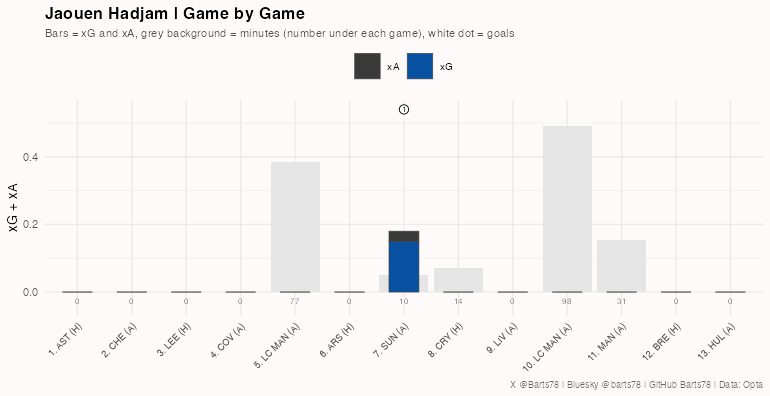 Jaouen Hadjam | Game by Game
Bars = xG and xA, grey background = minutes (number under each game), white dot = goals
xA xG
1
xG + xA
0.4
0.2
0.0
0 0 0 0 77 0 10 14 0 98 31 0 0
1. AST (H)
2. CHE (A)
3. LEE (H)
4. COV (A)
5. LC MAN (A)
6. ARS (H)
7. SUN (A)
8. CRY (H)
9. LIV (A)
10. LC MAN (A)
11. MAN (A)
12. BRE (H)
13. HUL (A)
X @Barts78 | Bluesky @barts78 | GitHub Barts78 | Data: Opta